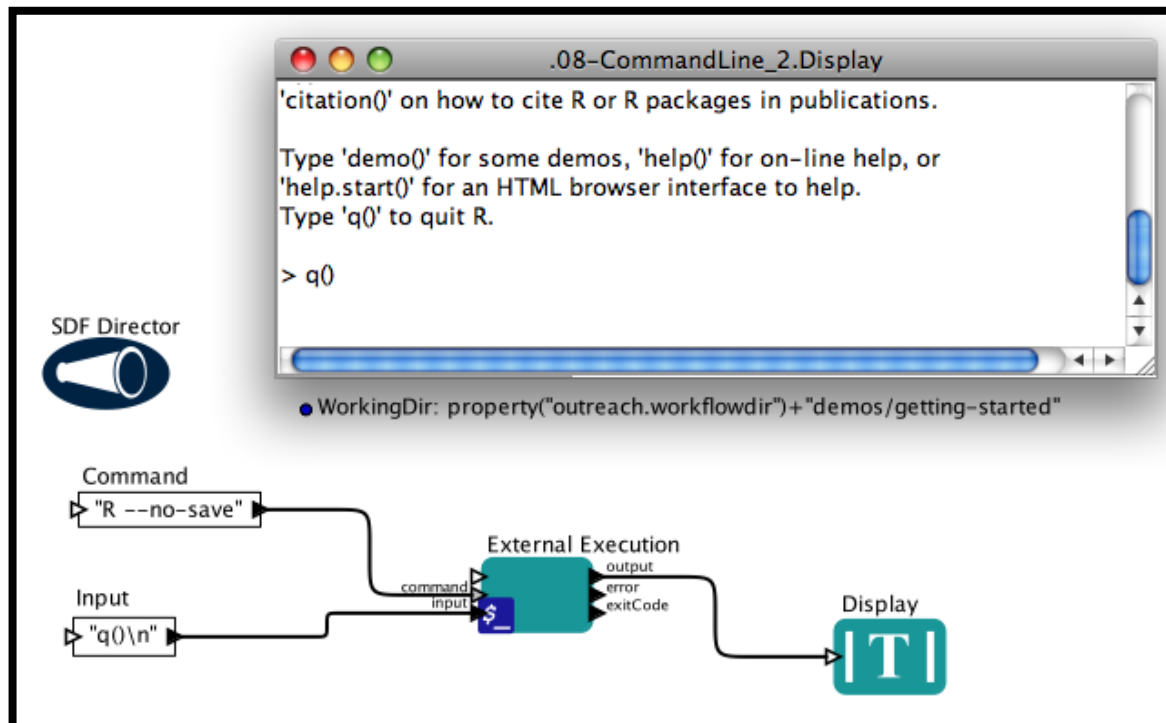 .08-CommandLine_2.Display
'citation()' on how to cite R or R packages in publications.
Type 'demo()' for some demos, 'help()' for on-line help, or
'help.start()' for an HTML browser interface to help.
Type 'q()' to quit R.
> q()
SDF Director
WorkingDir: property("outreach.workflowdir")+"demos/getting-started"
Command
"R --no-save"
External Execution
command
input
output
error
exitCode
$_
Input
"q()\n"
Display
T